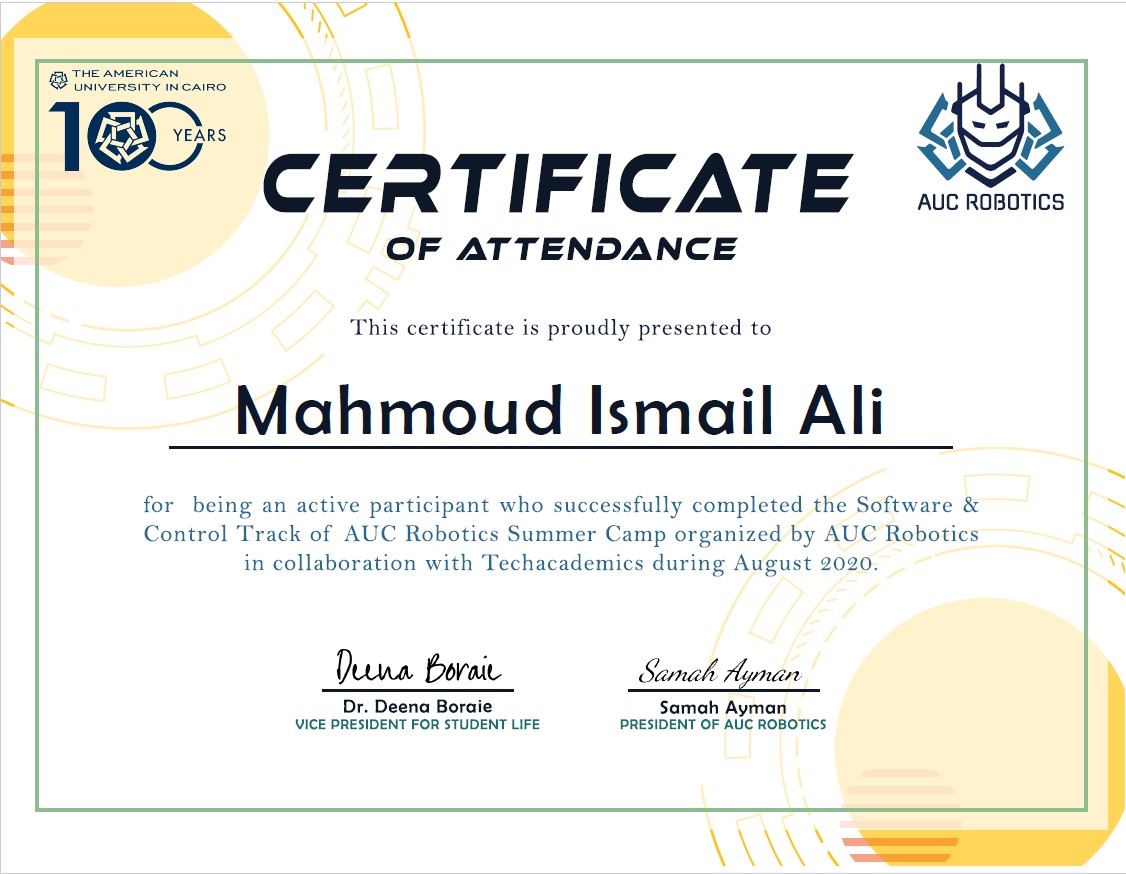 THE AMERICAN
UNIVERSITY IN CAIRO
100 YEARS
AUC ROBOTICS
CERTIFICATE
OF ATTENDANCE
This certificate is proudly presented to
Mahmoud Ismail Ali
for being an active participant who successfully completed the Software &
Control Track of AUC Robotics Summer Camp organized by AUC Robotics
in collaboration with Techacademics during August 2020.
Deena Boraie
Dr. Deena Boraie
VICE PRESIDENT FOR STUDENT LIFE
Samah Ayman
Samah Ayman
PRESIDENT OF AUC ROBOTICS